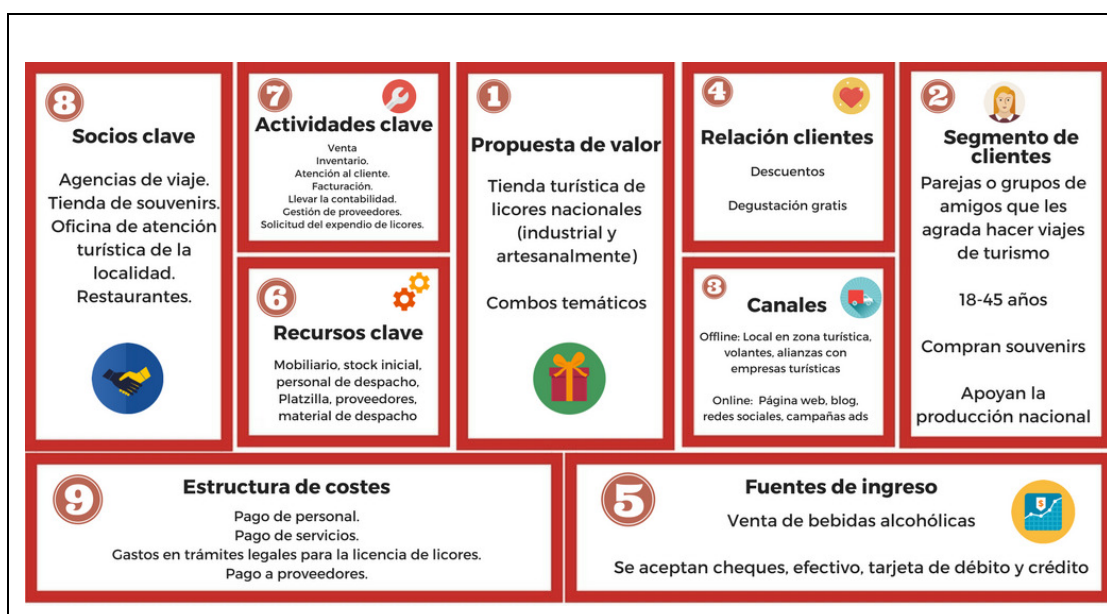 8
Socios clave
Agencias de viaje.
Tienda de souvenirs.
Oficina de atención
turística de la
localidad.
Restaurantes.
7
Actividades clave
Venta
Inventario.
Atención al cliente.
Facturación.
Llevar la contabilidad.
Gestión de proveedores.
Solicitud del expendio de licores.
6
Recursos clave
Mobiliario, stock inicial,
personal de despacho,
Platzilla, proveedores,
material de despacho
1
Propuesta de valor
Tienda turística de
licores nacionales
(industrial y
artesanalmente)
Combos temáticos
4
Relación clientes
Descuentos
Degustación gratis
3
Canales
Offline: Local en zona turística,
volantes, alianzas con
empresas turísticas
Online: Página web, blog,
redes sociales, campañas ads
2
Segmento de
clientes
Parejas o grupos de
amigos que les
agrada hacer viajes
de turismo
18-45 años
Compran souvenirs
Apoyan la
producción nacional
9
Estructura de costes
Pago de personal.
Pago de servicios.
Gastos en trámites legales para la licencia de licores.
Pago a proveedores.
5
Fuentes de ingreso
$
Venta de bebidas alcohólicas
Se aceptan cheques, efectivo, tarjeta de débito y crédito